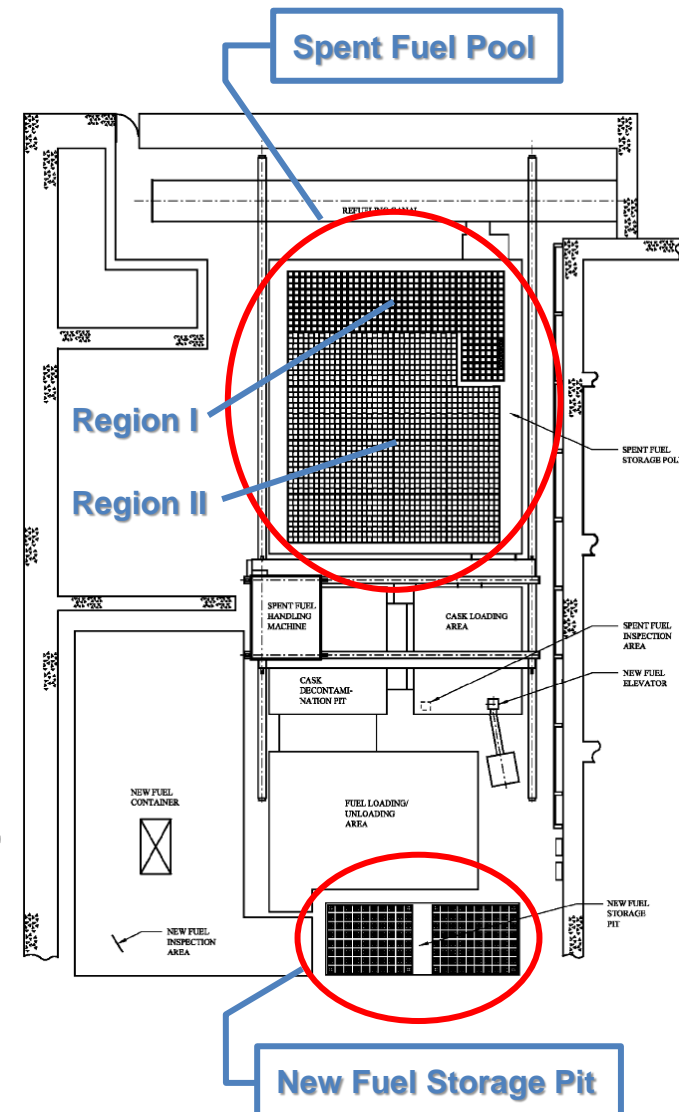 Spent Fuel Pool
REFUELING CANAL
Region I
Region II
SPENT FUEL
STORAGE POL
SPENT FUEL
HANDLING
MACHINE
CASK LOADING
AREA
SPENT FUEL
INSPECTION
AREA
NEW FUEL
ELEVATOR
CASK
DECONTAMI-
NATION PIT
NEW FUEL
CONTAINER
FUEL LOADING/
UNLOADING
AREA
NEW FUEL
STORAGE
PIT
NEW FUEL
INSPECTION
AREA
New Fuel Storage Pit